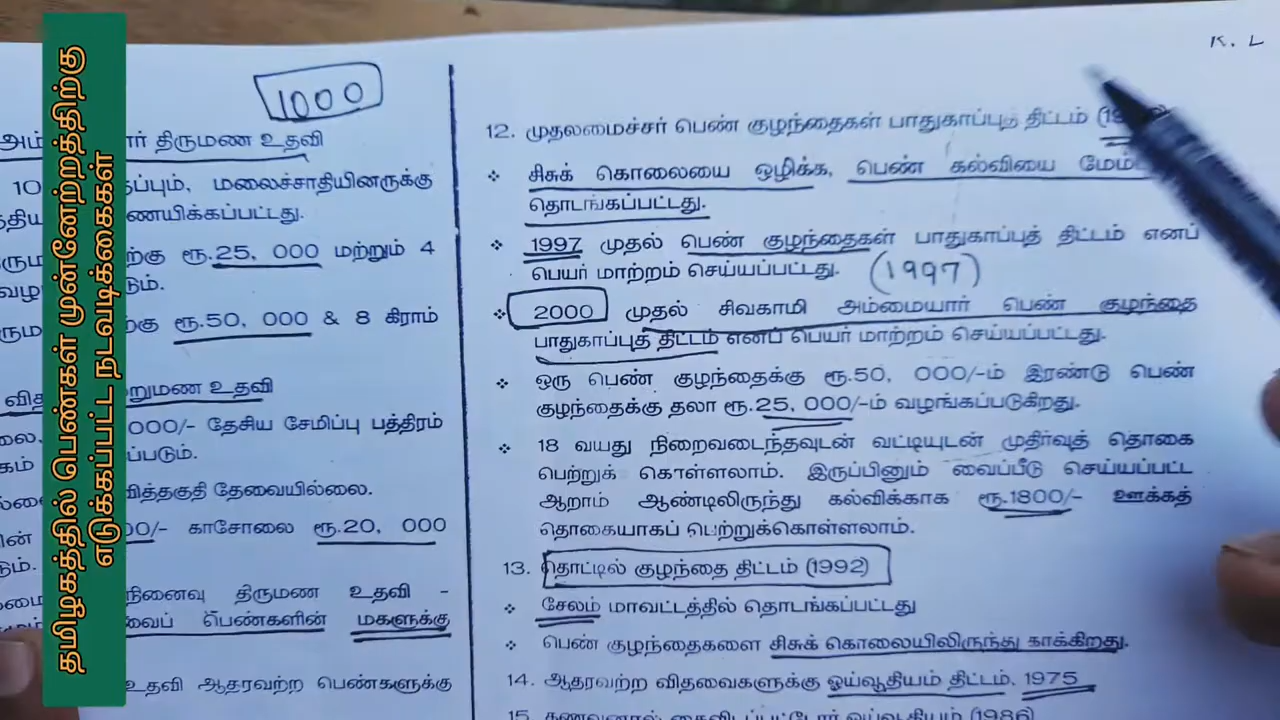 தமிழகத்தில் பெண்கள் முன்னேற்றத்திற்கு
எடுக்கப்பட்ட நடவடிக்கைகள்
1000
திருமண உதவி
10 மலைச்சாதியினருக்கு
ரூ.25, 000 மற்றும் 4
ரூ.50, 000 & 8 கிராம்
றுமண உதவி
000/- தேசிய சேமிப்பு பத்திரம்
ப்படும்.
வித்தகுதி தேவையில்லை.
00/- காசோலை ரூ.20, 000
நினைவு திருமண உதவி -
வைப் பெண்களின் மகளுக்கு
உதவி ஆதரவற்ற பெண்களுக்கு
K. L
12. முதலமைச்சர் பெண் குழந்தைகள் பாதுகாப்புத் திட்டம்
❖ சிசுக் கொலையை ஒழிக்க, பெண் கல்வியை
தொடங்கப்பட்டது.
❖ 1997 முதல் பெண் குழந்தைகள் பாதுகாப்புத் திட்டம் எனப்
பெயர் மாற்றம் செய்யப்பட்டது. (1997)
❖ 2000 முதல் சிவகாமி அம்மையார் பெண் குழந்தை
பாதுகாப்புத் திட்டம் எனப் பெயர் மாற்றம் செய்யப்பட்டது.
❖ ஒரு பெண் குழந்தைக்கு ரூ.50, 000/-ம் இரண்டு பெண்
குழந்தைக்கு தலா ரூ.25, 000/-ம் வழங்கப்படுகிறது.
❖ 18 வயது நிறைவடைந்தவுடன் வட்டியுடன் முதிர்வுத் தொகை
பெற்றுக் கொள்ளலாம். இருப்பினும் வைப்பீடு செய்யப்பட்ட
ஆறாம் ஆண்டிலிருந்து கல்விக்காக ரூ.1800/- ஊக்கத்
தொகையாகப் பெற்றுக்கொள்ளலாம்.
13. தொட்டில் குழந்தை திட்டம் (1992)
❖ சேலம் மாவட்டத்தில் தொடங்கப்பட்டது
❖ பெண் குழந்தைகளை சிசுக் கொலையிலிருந்து காக்கிறது.
14. ஆதரவற்ற விதவைகளுக்கு ஓய்வூதியம் திட்டம், 1975